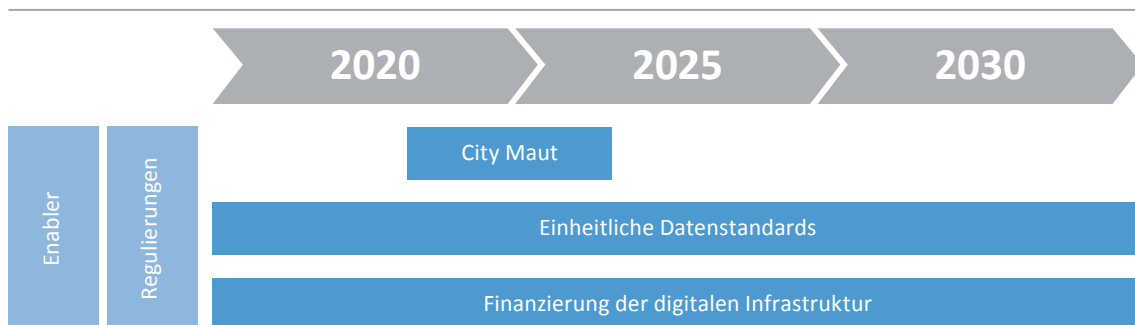 2020
2025
2030
Enabler
Regulierungen
City Maut
Einheitliche Datenstandards
Finanzierung der digitalen Infrastruktur